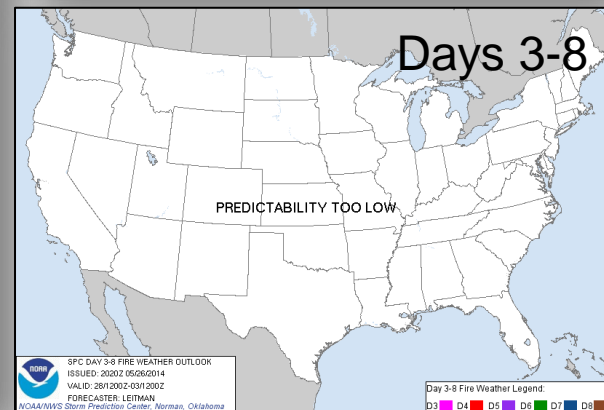 Days 3-8
PREDICTABILITY TOO LOW
NOAA
SPC DAY 3-8 FIRE WEATHER OUTLOOK
ISSUED: 2020Z 05/26/2014
VALID: 28/1200Z-03/1200Z
FORECASTER: LEITMAN
NOAA/NWS Storm Prediction Center, Norman, Oklahoma
Day 3-8 Fire Weather Legend:
D3 D4 D5 D6 D7 D8